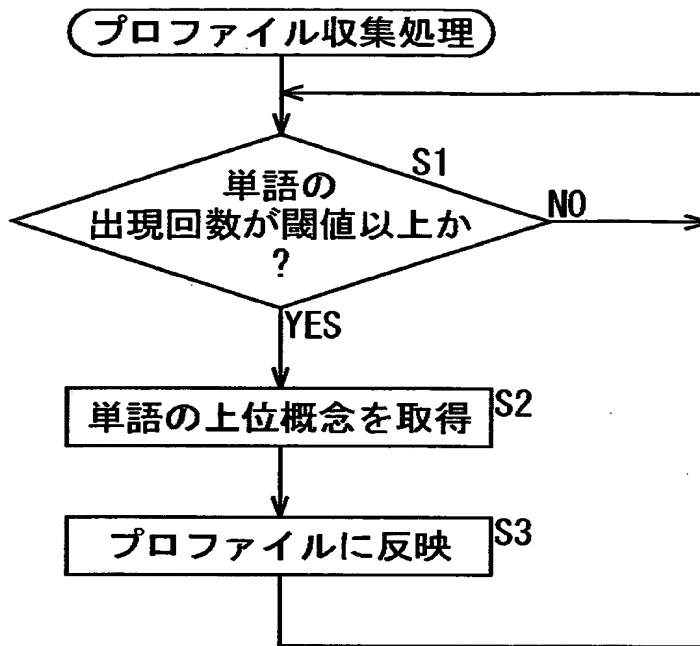 プロファイル収集処理
S1
単語の
出現回数が閾値以上か
?
NO
YES
単語の上位概念を取得
S2
プロファイルに反映
S3